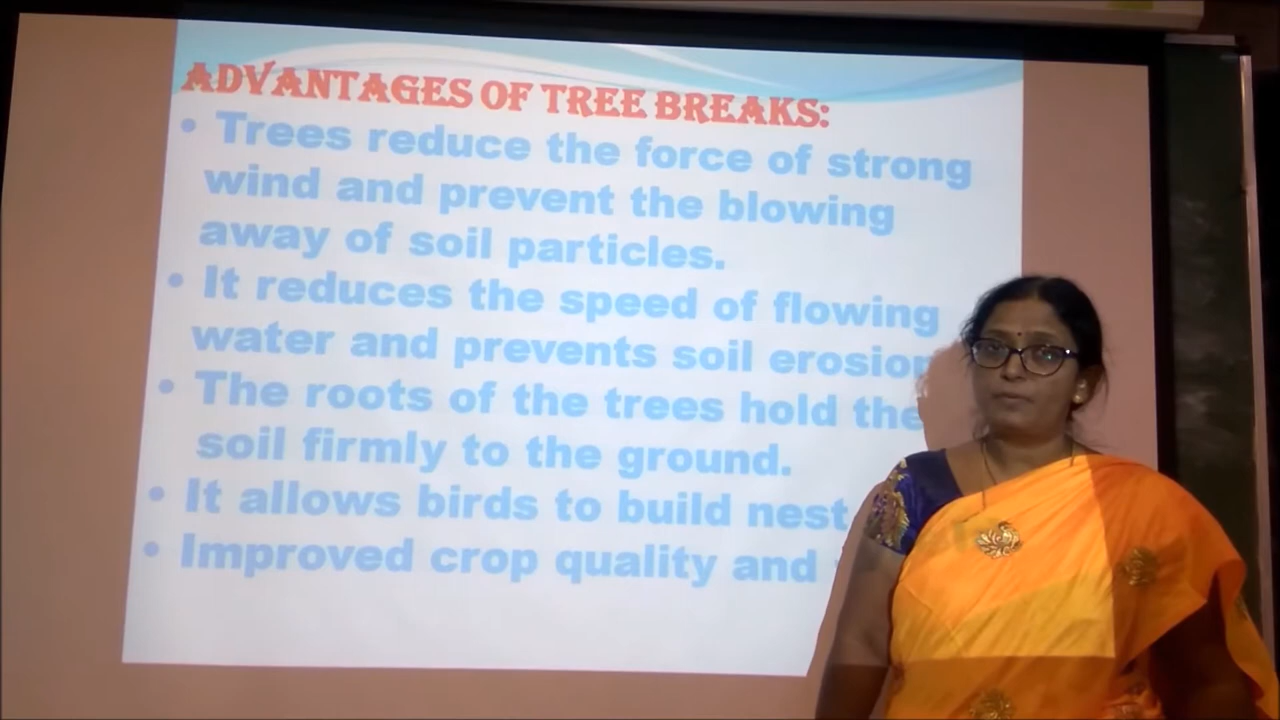 ADVANTAGES OF TREE BREAKS:
• Trees reduce the force of strong
wind and prevent the blowing
away of soil particles.
• It reduces the speed of flowing
water and prevents soil erosion
• The roots of the trees hold the
soil firmly to the ground.
• It allows birds to build nest
• Improved crop quality and